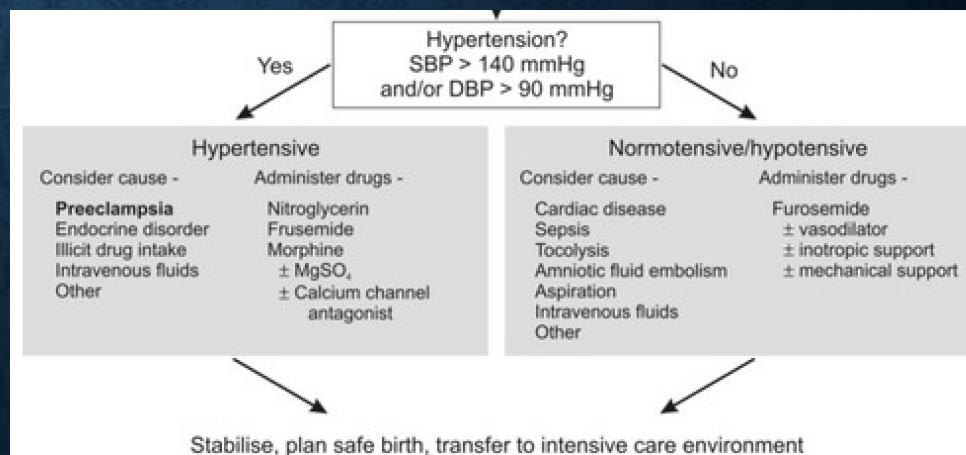 Hypertension?
SBP > 140 mmHg
and/or DBP > 90 mmHg
Yes
No
Hypertensive
Consider cause -
Preeclampsia
Endocrine disorder
Illicit drug intake
Intravenous fluids
Other
Administer drugs -
Nitroglycerin
Frusemide
Morphine
± MgSO₄
± Calcium channel
antagonist
Normotensive/hypotensive
Consider cause -
Cardiac disease
Sepsis
Tocolysis
Amniotic fluid embolism
Aspiration
Intravenous fluids
Other
Administer drugs -
Furosemide
± vasodilator
± inotropic support
± mechanical support
Stabilise, plan safe birth, transfer to intensive care environment